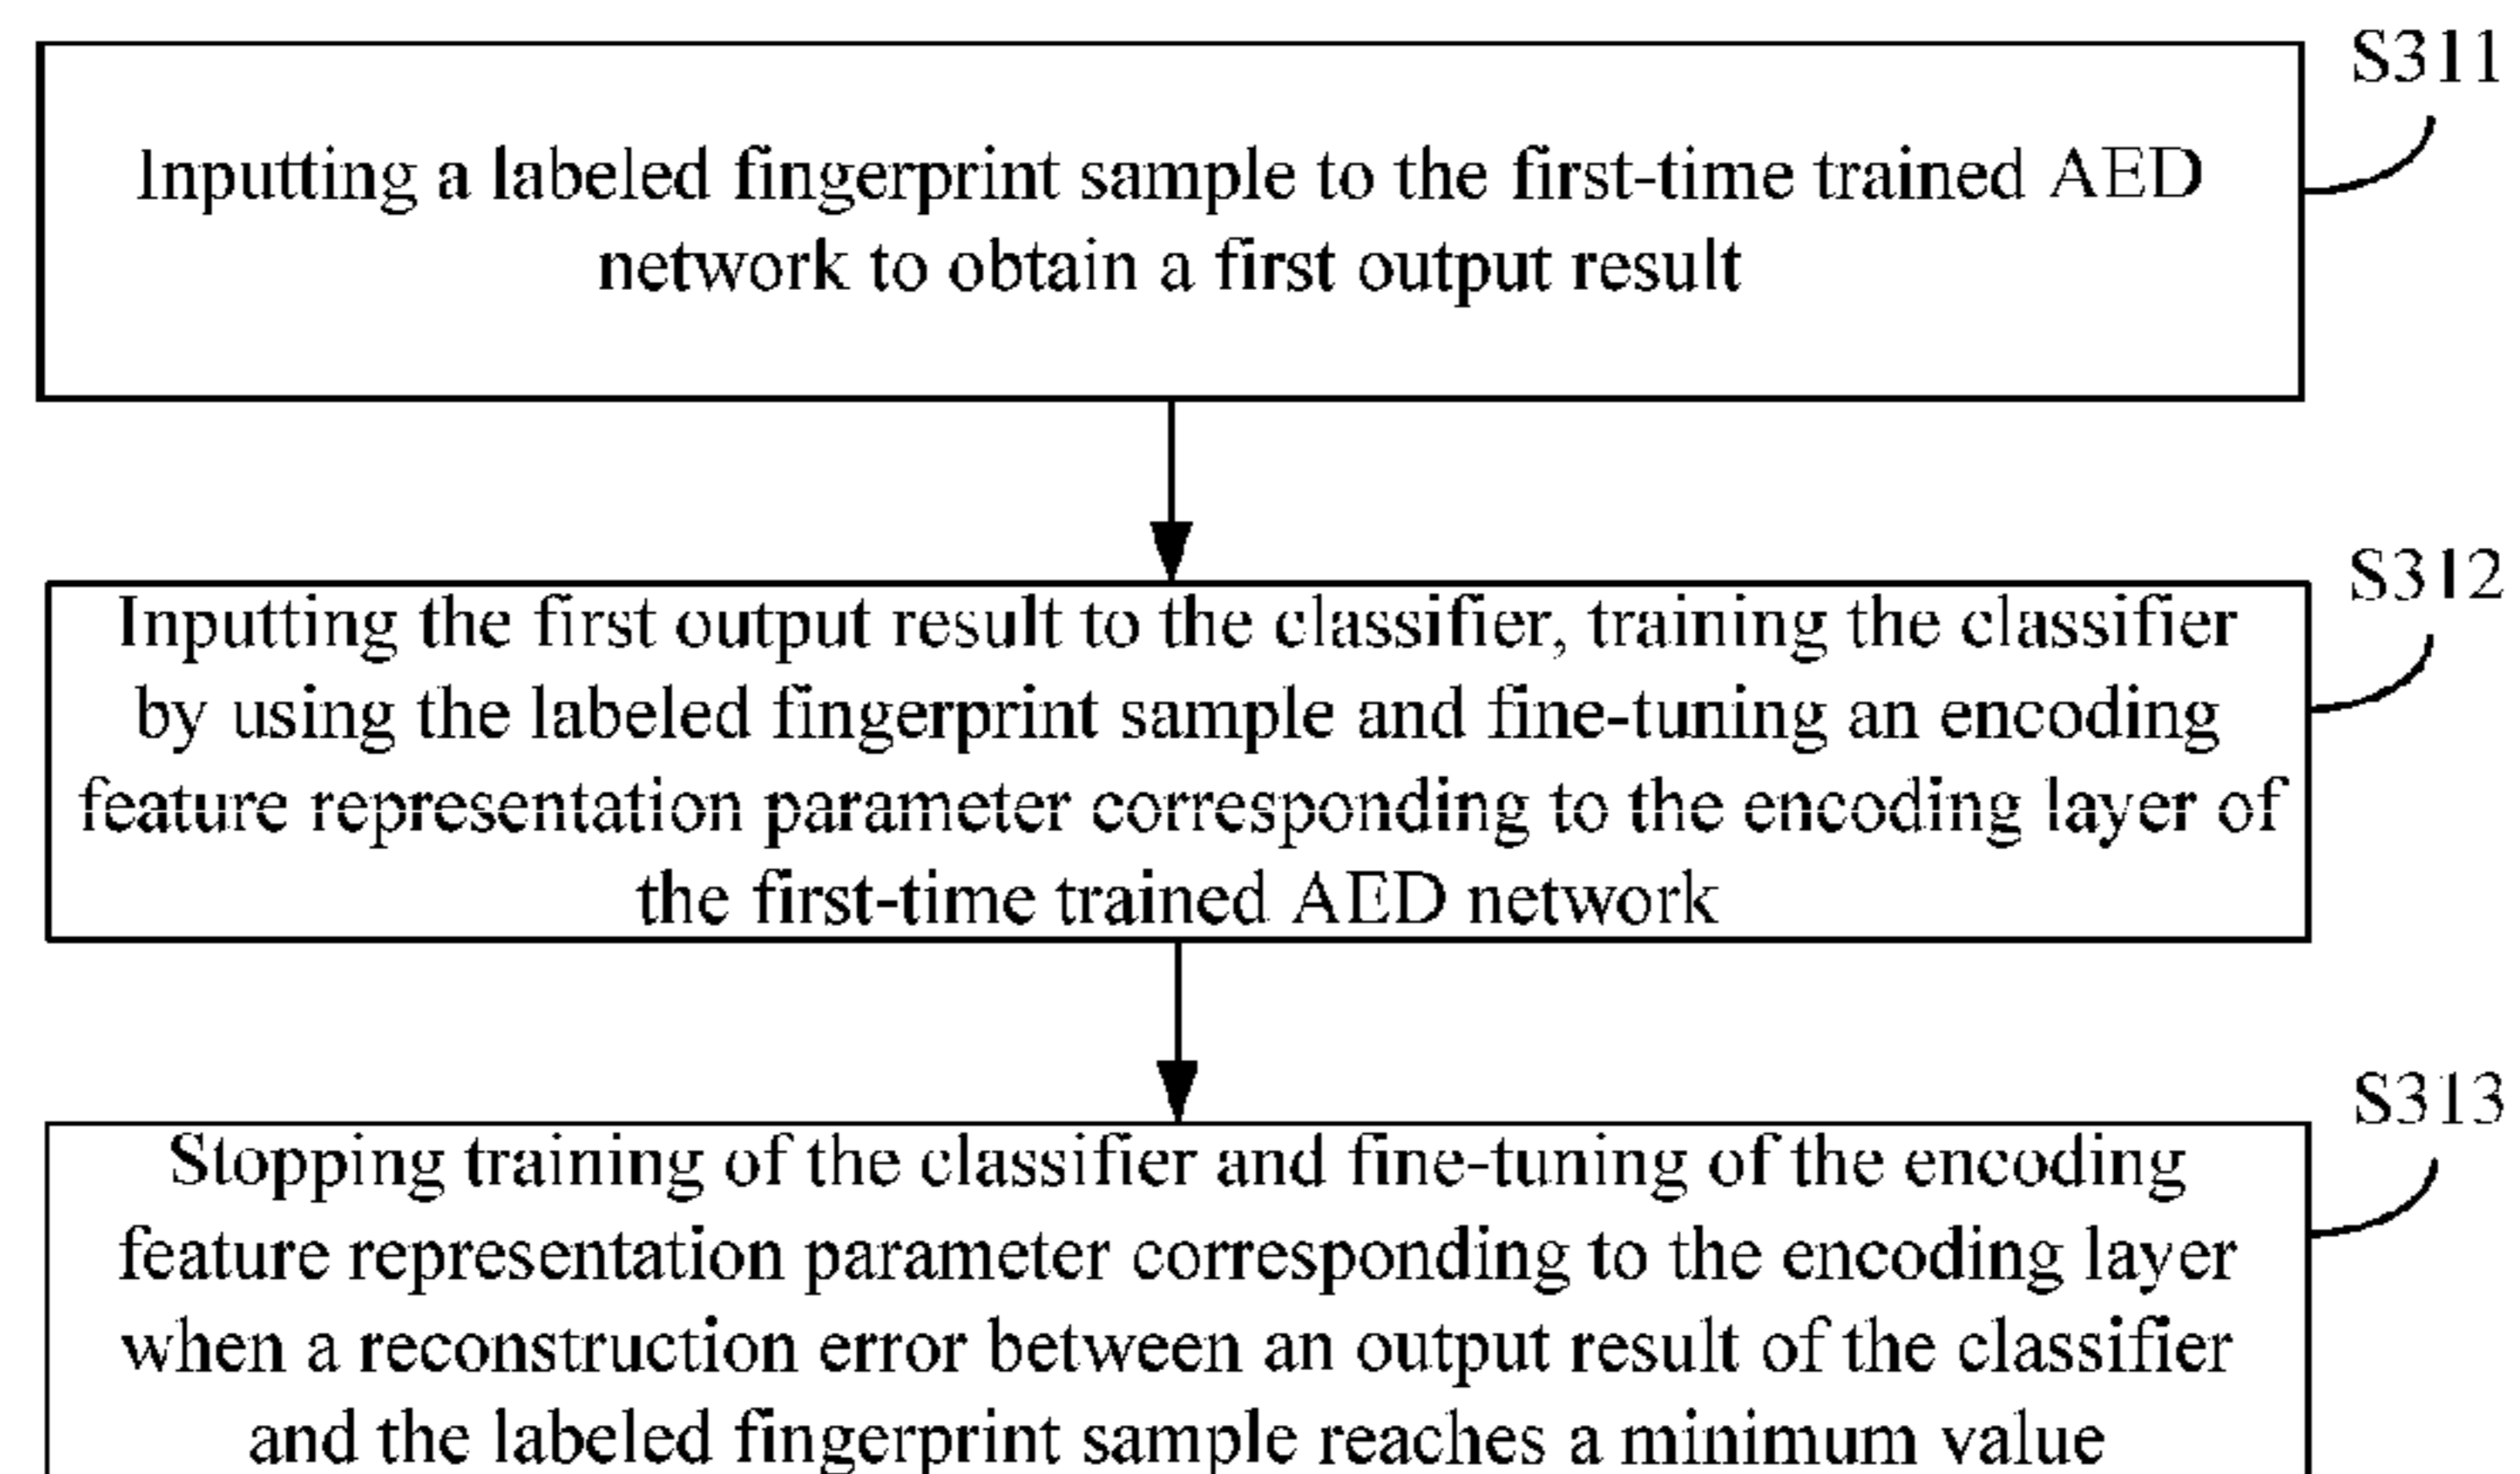 S311
Inputting a labeled fingerprint sample to the first-time trained AED
network to obtain a first output result
S312
Inputting the first output result to the classifier, training the classifier
by using the labeled fingerprint sample and fine-tuning an encoding
feature representation parameter corresponding to the encoding layer of
the first-time trained AED network
S313
Stopping training of the classifier and fine-tuning of the encoding
feature representation parameter corresponding to the encoding layer
when a reconstruction error between an output result of the classifier
and the labeled fingerprint sample reaches a minimum value